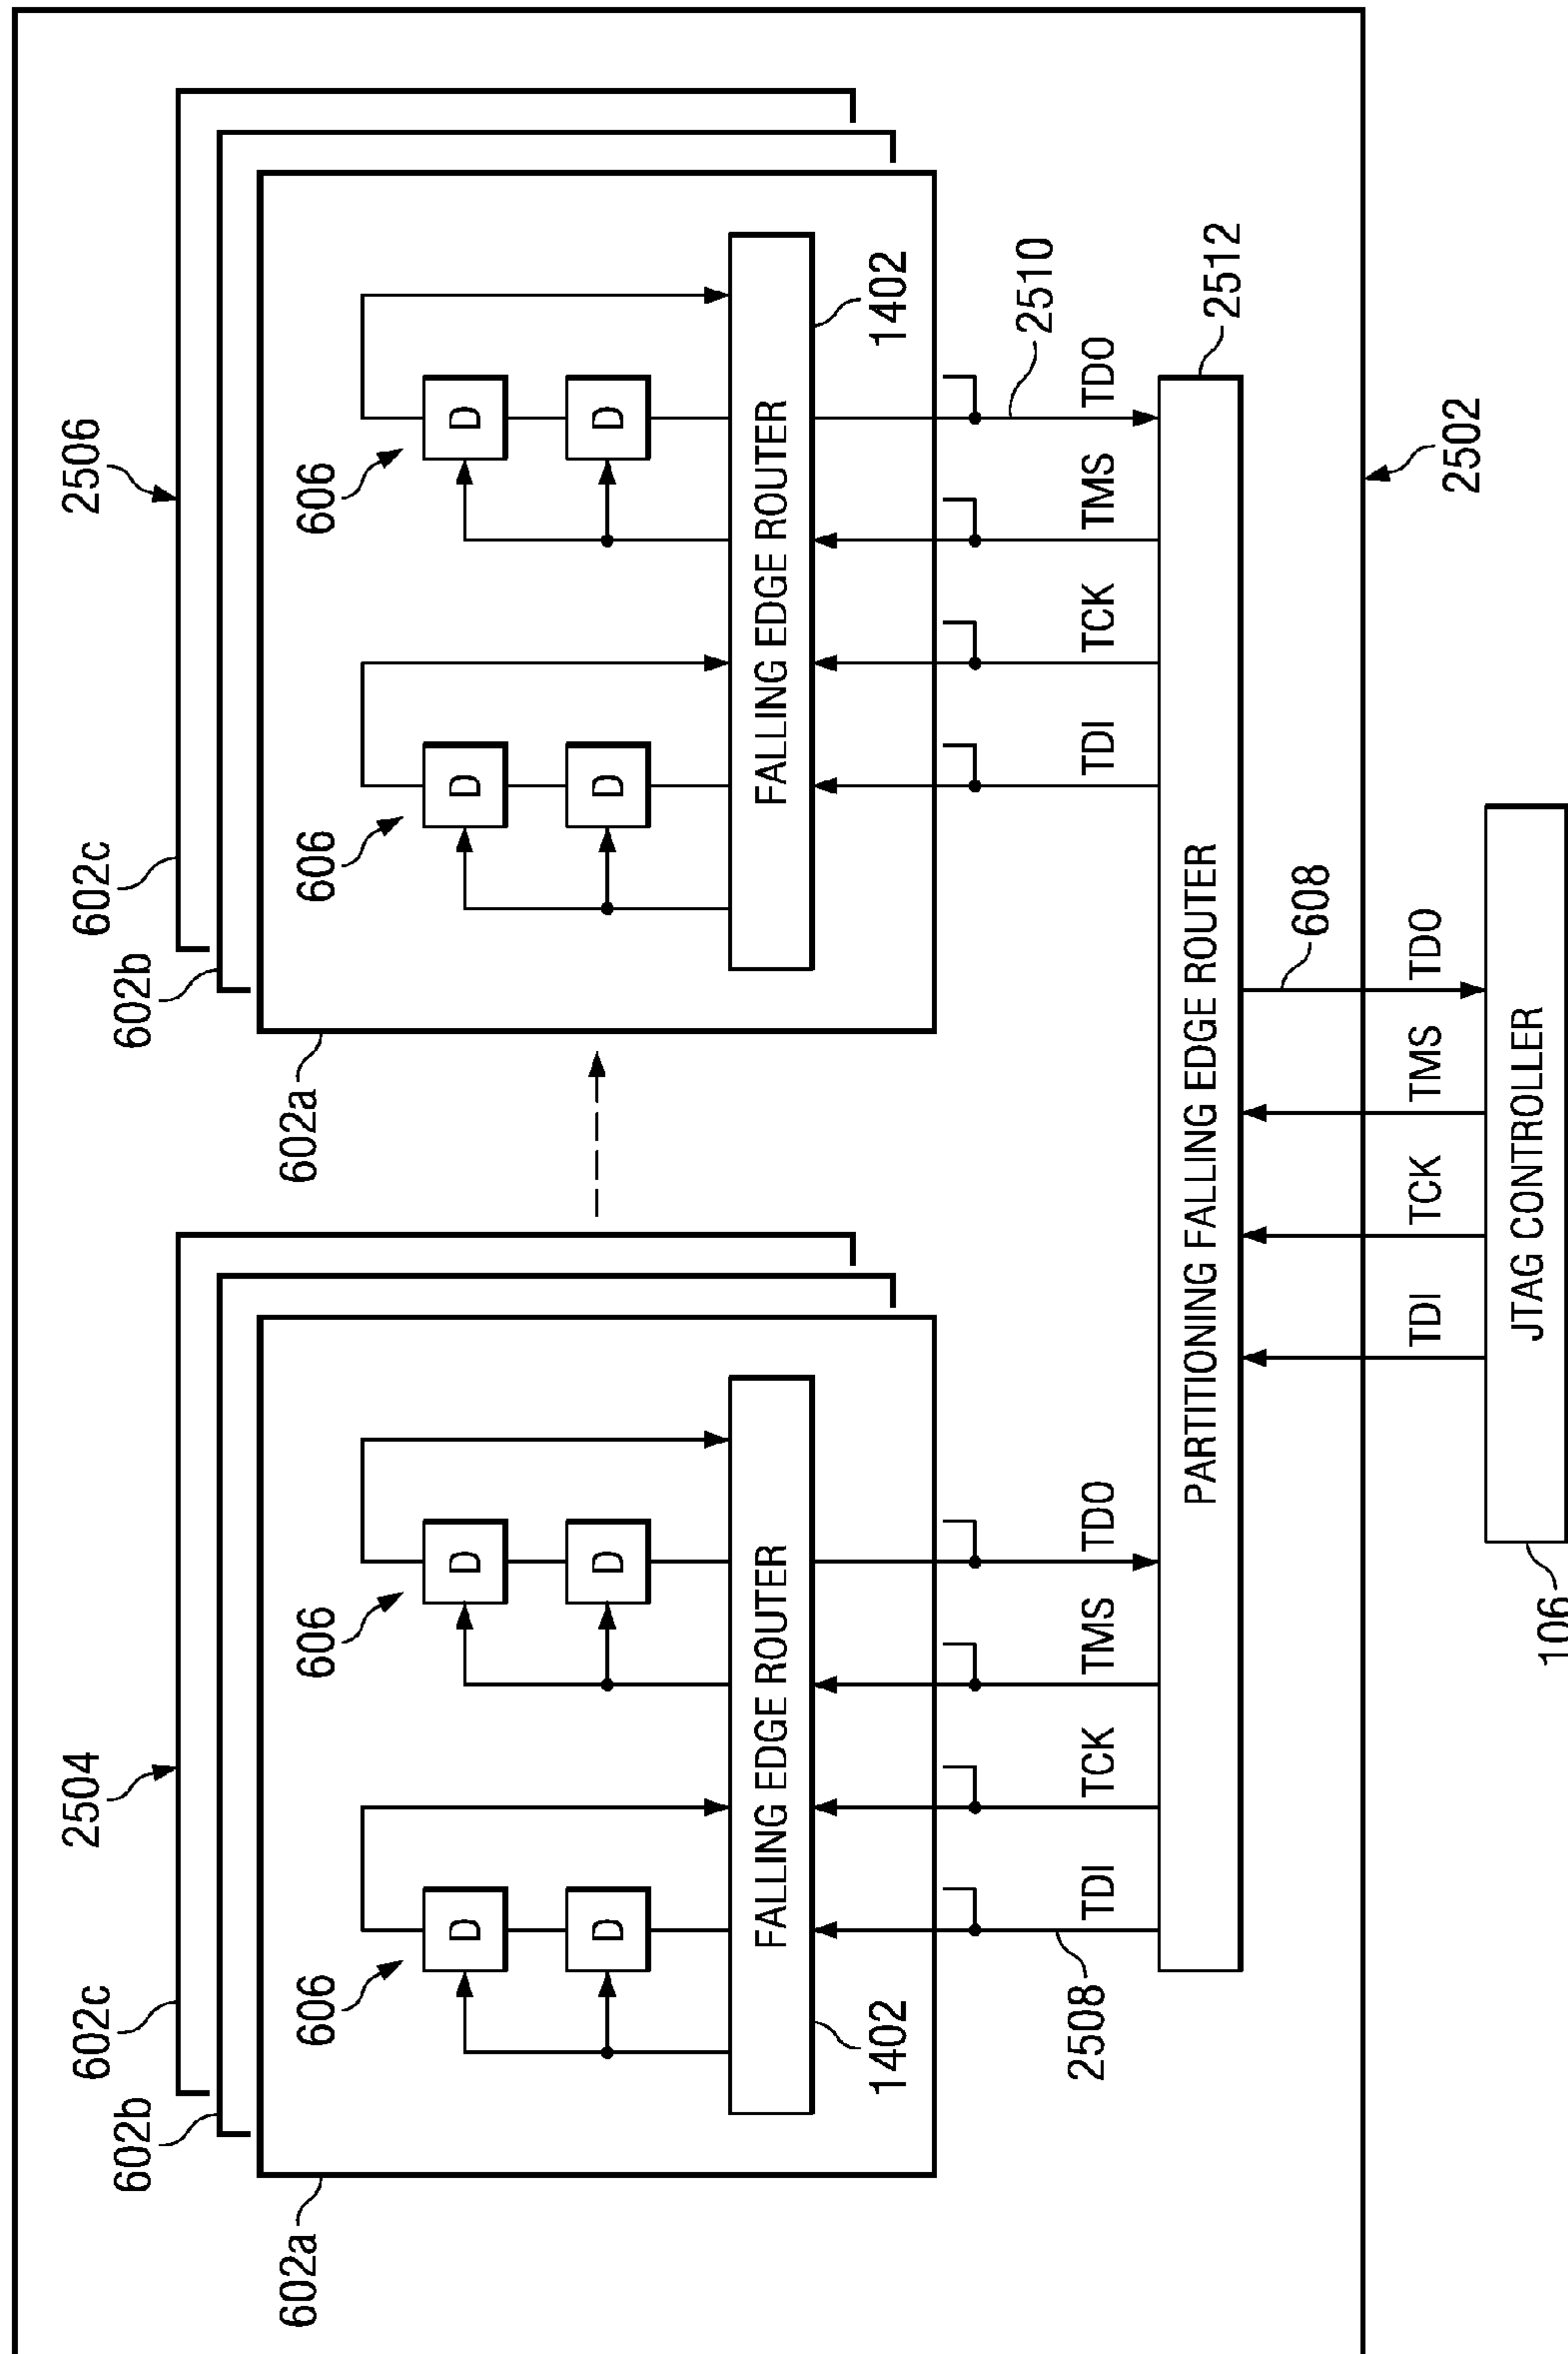 2504
2506
602c
602c
602b
602b
602a
606
606
602a
606
606
D
D
D
D
D
D
D
D
FALLING EDGE ROUTER
FALLING EDGE ROUTER
1402
1402
2510
2508
TDI
TCK
TMS
TDO
TDI
TCK
TMS
TDO
PARTITIONING FALLING EDGE ROUTER
2512
608
TDI
TCK
TMS
TDO
2502
JTAG CONTROLLER
106